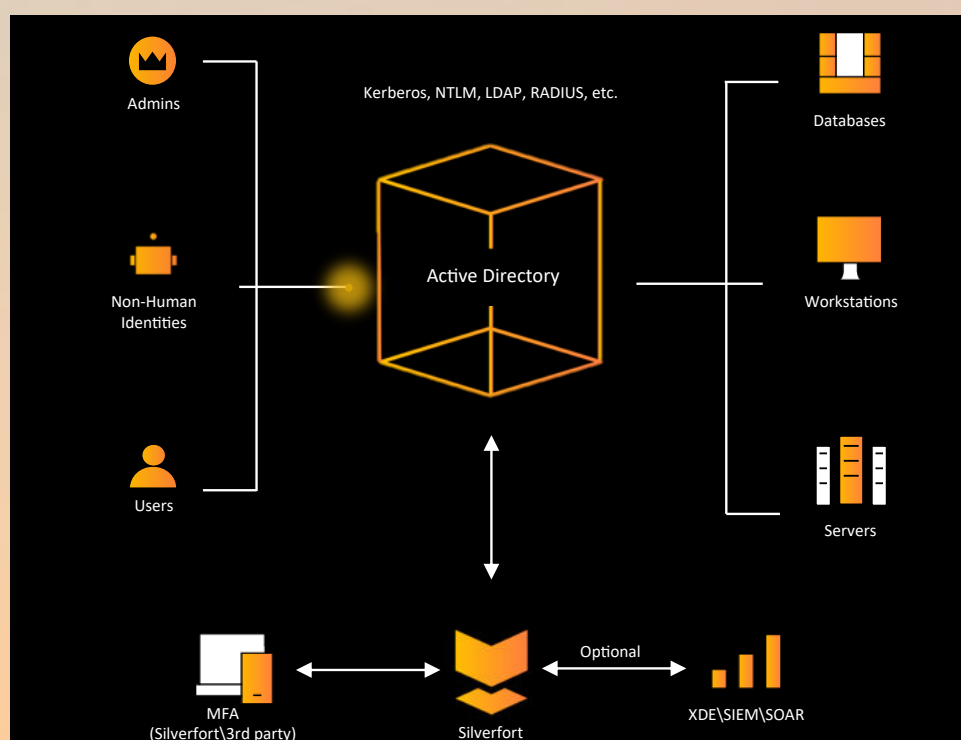 Admins
Kerberos, NTLM, LDAP, RADIUS, etc.
Databases
Non-Human
Identities
Active Directory
Workstations
Users
Servers
Optional
MFA
(Silverfort\3rd party)
Silverfort
XDE\SIEM\SOAR